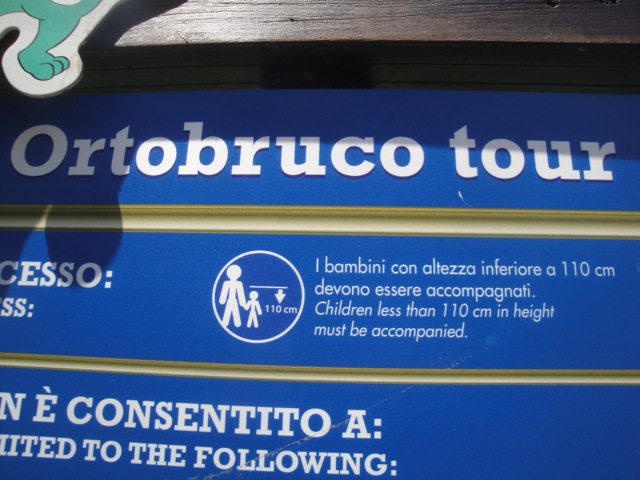 Ortobruco tour
CESSO:
SS:
110 cm
I bambini con altezza inferiore a 110 cm
devono essere accompagnati.
Children less than 110 cm in height
must be accompanied.
N È CONSENTITO A:
ITED TO THE FOLLOWING: